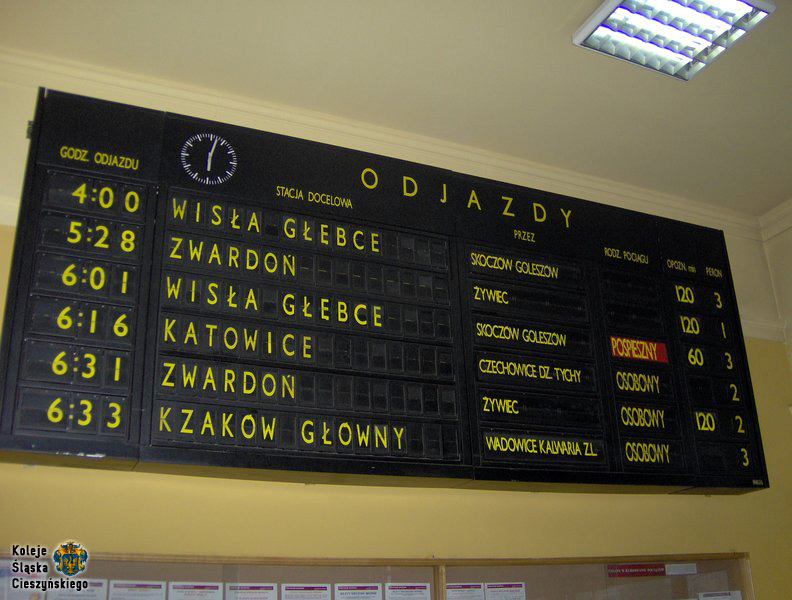 ODJAZDY
GODZ. ODJAZDU STACJA DOCELOWA PRZEZ RODZ. POCIĄGU OPÓŹN. min PERON
4:00 WISŁA GŁĘBCE SKOCZÓW GOLESZÓW 120 3
5:28 ZWARDOŃ ŻYWIEC 120 1
6:01 WISŁA GŁĘBCE SKOCZÓW GOLESZÓW POSPIESZNY 60 3
6:16 KATOWICE CZECHOWICE DZ. TYCHY OSOBOWY 2
6:31 ZWARDOŃ ŻYWIEC OSOBOWY 120 2
6:33 KZAKÓW GŁÓWNY WADOWICE KALWARIA Z.L. OSOBOWY 3
Koleje
Śląska
Cieszyńskiego